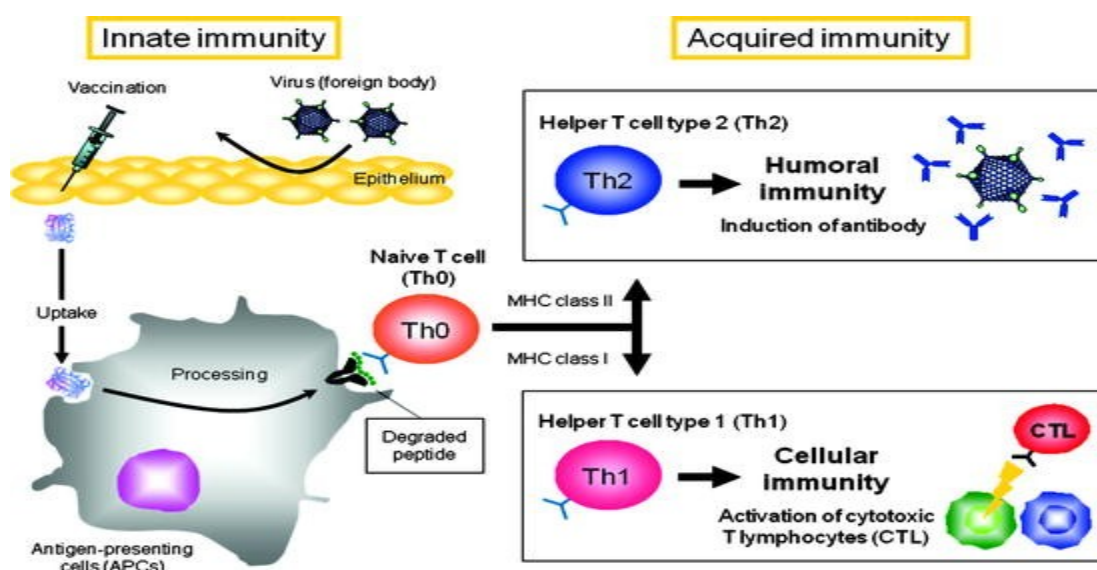 Innate immunity
Vaccination
Virus (foreign body)
Epithelium
Uptake
Processing
Naive T cell
(Th0)
Th0
Degraded
peptide
Antigen-presenting
cells (APCs)
MHC class II
MHC class I
Acquired immunity
Helper T cell type 2 (Th2)
Th2
Humoral
immunity
Induction of antibody
Helper T cell type 1 (Th1)
Th1
Cellular
immunity
Activation of cytotoxic
T lymphocytes (CTL)
CTL